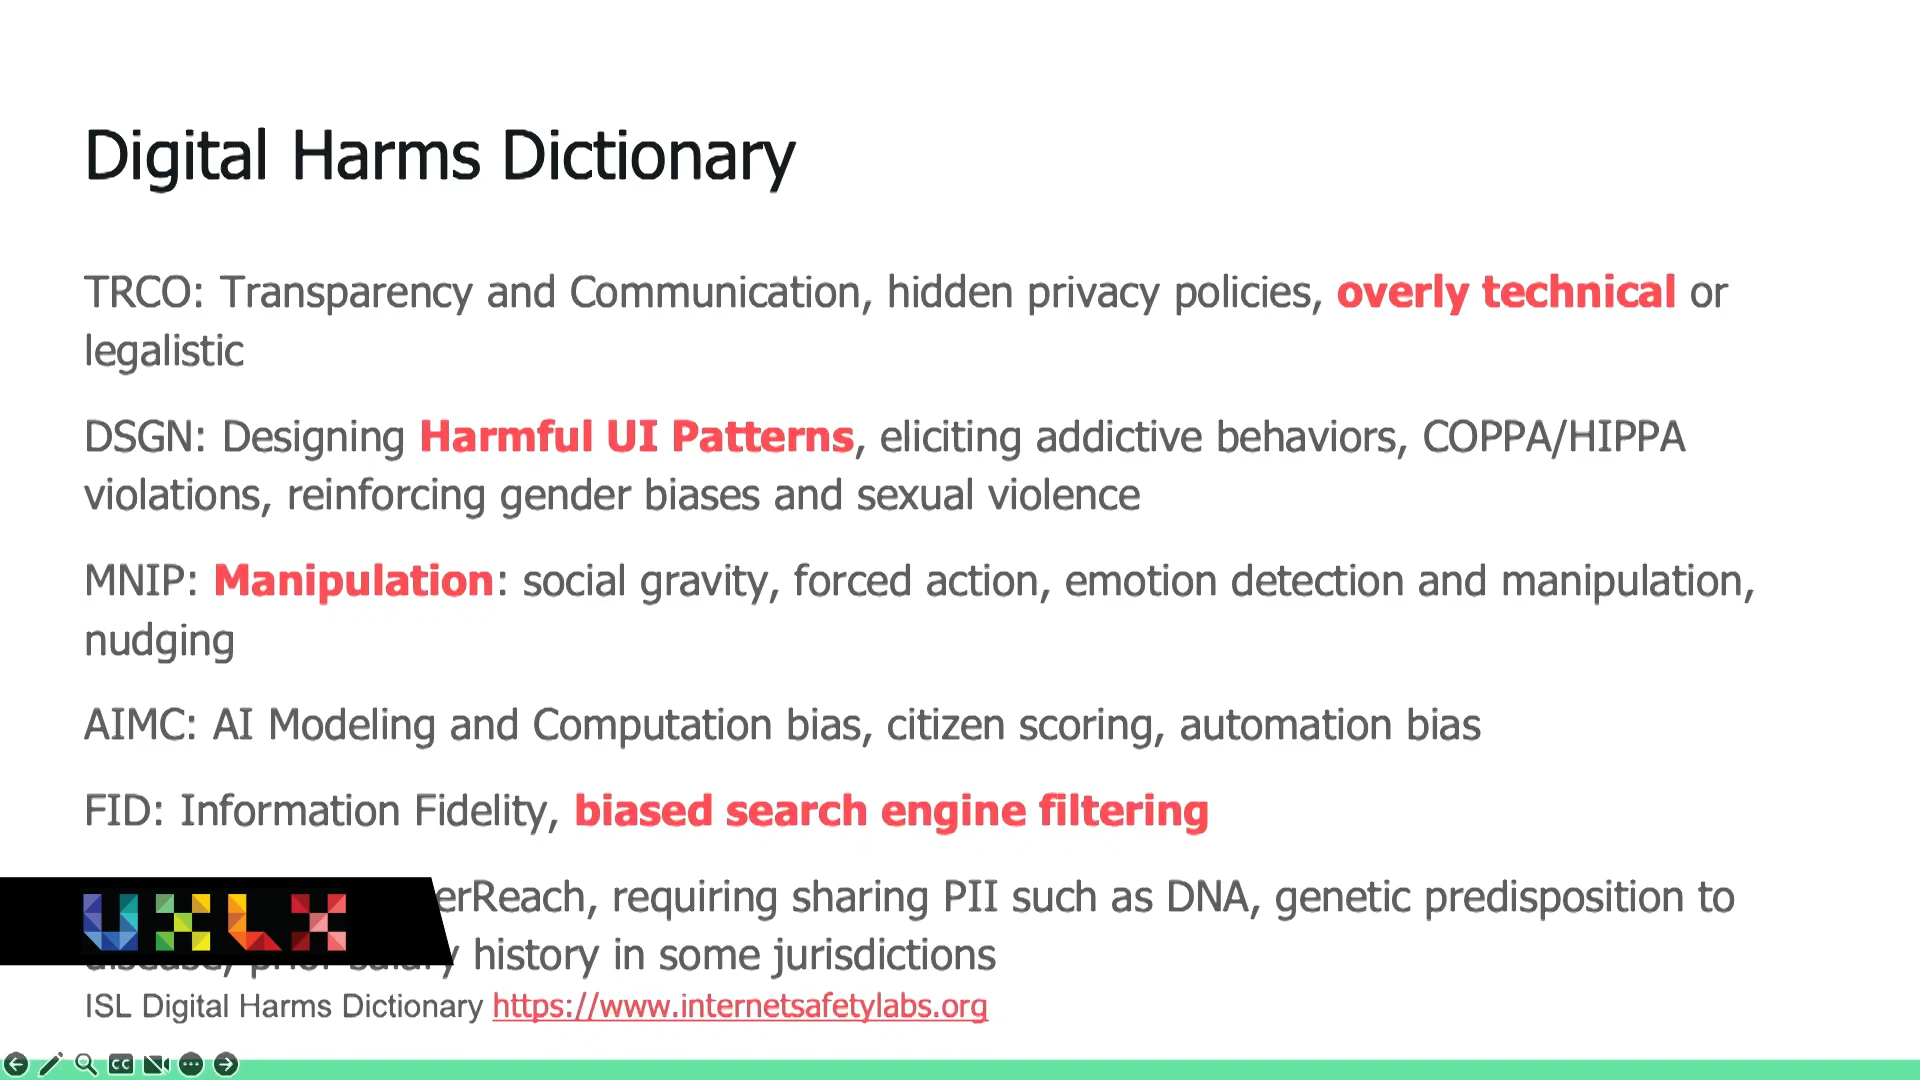 Digital Harms Dictionary
TRCO: Transparency and Communication, hidden privacy policies, overly technical or
legalistic
DSGN: Designing Harmful UI Patterns, eliciting addictive behaviors, COPPA/HIPPA
violations, reinforcing gender biases and sexual violence
MNIP: Manipulation: social gravity, forced action, emotion detection and manipulation,
nudging
AIMC: AI Modeling and Computation bias, citizen scoring, automation bias
FID: Information Fidelity, biased search engine filtering
erReach, requiring sharing PII such as DNA, genetic predisposition to
history in some jurisdictions
UXLX
ISL Digital Harms Dictionary https://www.internetsafetylabs.org
CC